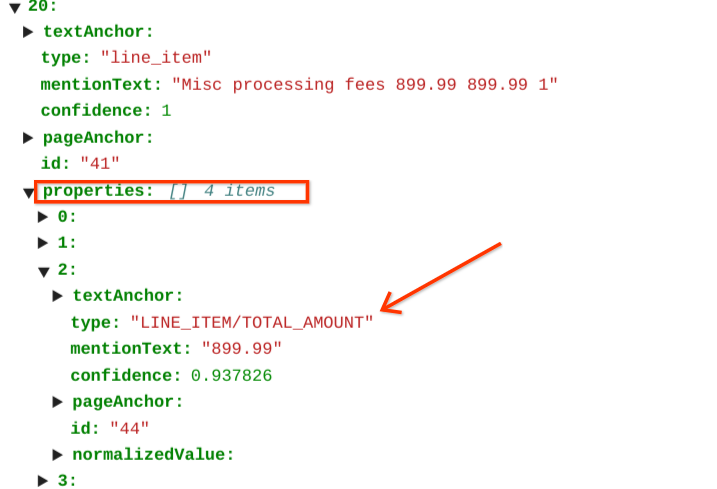 20:
textAnchor:
type: "line_item"
mentionText: "Misc processing fees 899.99 899.99 1"
confidence: 1
pageAnchor:
id: "41"
properties: [] 4 items
0:
1:
2:
textAnchor:
type: "LINE_ITEM/TOTAL_AMOUNT"
mentionText: "899.99"
confidence: 0.937826
pageAnchor:
id: "44"
normalizedValue:
3: